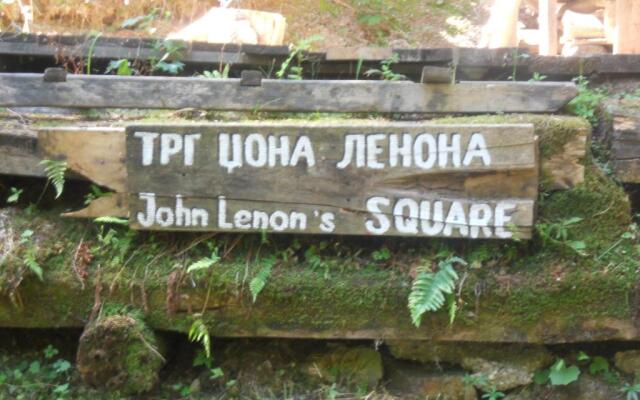 ТРГ ЏОНА ЛЕНОНА
John Lenon's SQUARE